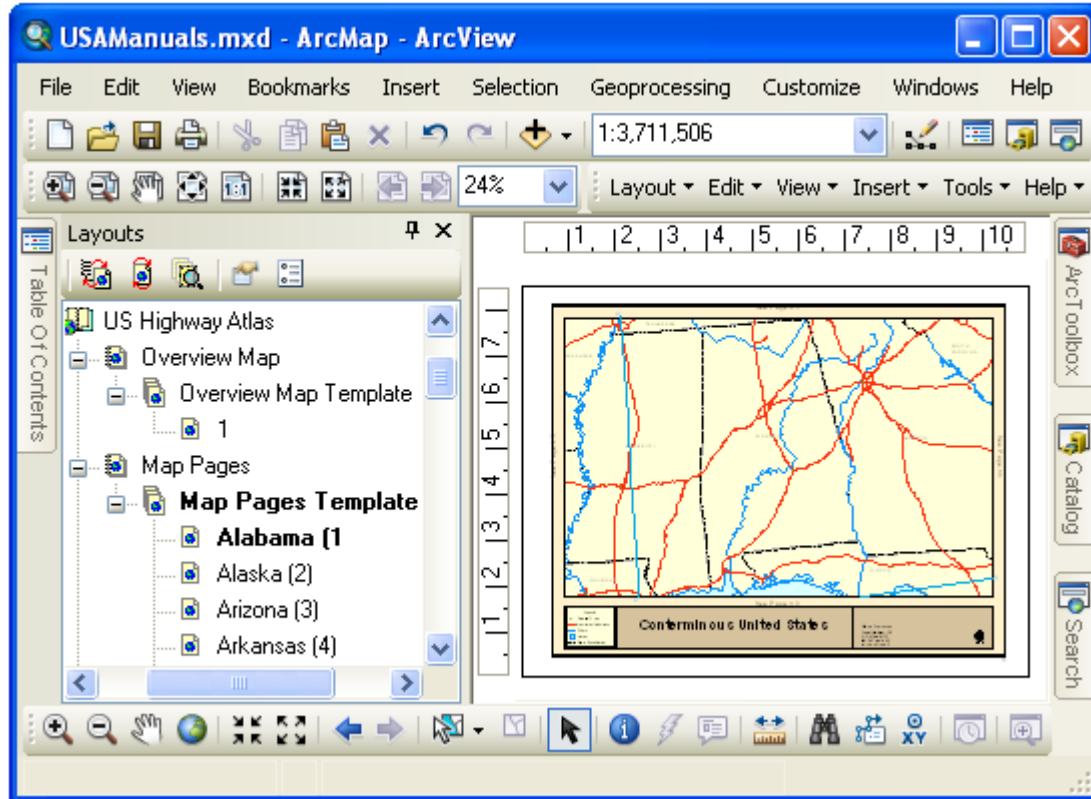 USAManuals.mxd - ArcMap - ArcView
File Edit View Bookmarks Insert Selection Geoprocessing Customize Windows Help
1:3,711,506
1:1
24%
Layout Edit View Insert Tools Help
Table Of Contents
Layouts
US Highway Atlas
Overview Map
Overview Map Template
1
Map Pages
Map Pages Template
Alabama (1
Alaska (2)
Arizona (3)
Arkansas (4)
1 2 3 4 5 6 7 8 9 10
7
6
5
4
3
2
1
Conterminous United States
ArcToolbox
Catalog
Search
XY